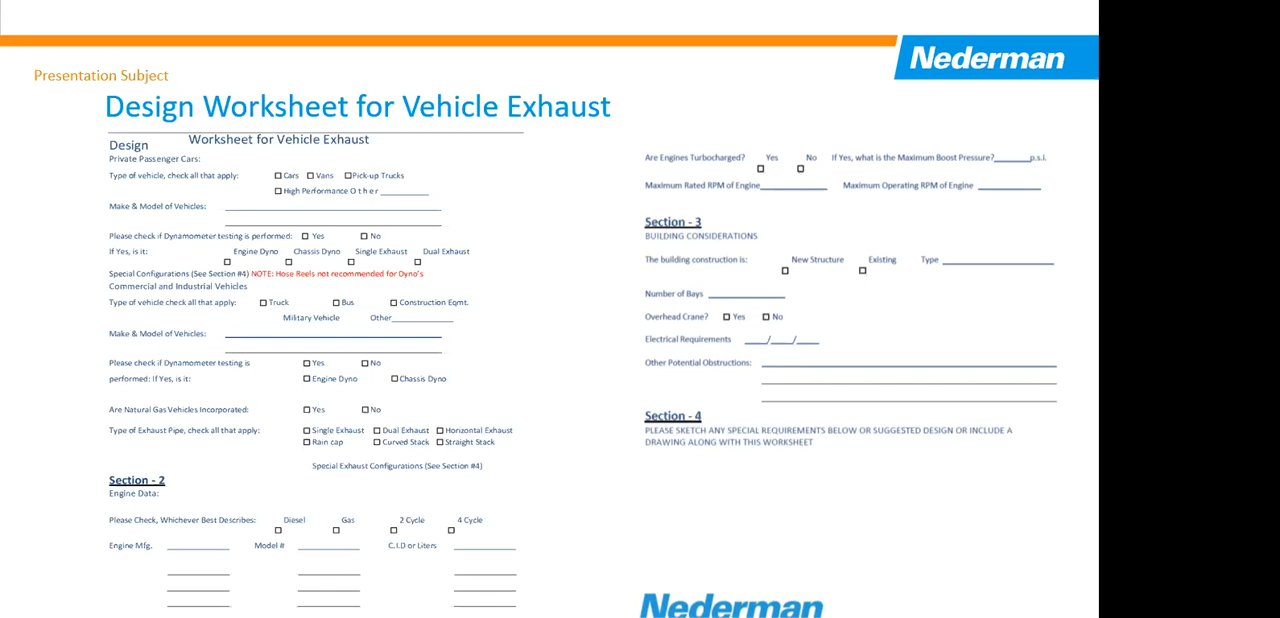 Nederman
Presentation Subject
Design Worksheet for Vehicle Exhaust
Design Worksheet for Vehicle Exhaust
Private Passenger Cars:
Type of vehicle, check all that apply: Cars Vans Pick-up Trucks
High Performance O t h e r
Make & Model of Vehicles:
Please check if Dynamometer testing is performed: Yes No
If Yes, is it: Engine Dyno Chassis Dyno Single Exhaust Dual Exhaust
Special Configurations (See Section #4) NOTE: Hose Reels not recommended for Dyno's
Commercial and Industrial Vehicles
Type of vehicle check all that apply: Truck Bus Construction Eqmt.
Military Vehicle Other
Make & Model of Vehicles:
Please check if Dynamometer testing is Yes No
performed: If Yes, is it: Engine Dyno Chassis Dyno
Are Natural Gas Vehicles Incorporated: Yes No
Type of Exhaust Pipe, check all that apply: Single Exhaust Dual Exhaust Horizontal Exhaust
Rain cap Curved Stack Straight Stack
Special Exhaust Configurations (See Section #4)
Section - 2
Engine Data:
Please Check, Whichever Best Describes: Diesel Gas 2 Cycle 4 Cycle
Engine Mfg. Model # C.I.D or Liters
Are Engines Turbocharged? Yes No If Yes, what is the Maximum Boost Pressure?_______p.s.i.
Maximum Rated RPM of Engine Maximum Operating RPM of Engine
Section - 3
BUILDING CONSIDERATIONS
The building construction is: New Structure Existing Type
Number of Bays
Overhead Crane? Yes No
Electrical Requirements ____/____/____
Other Potential Obstructions:
Section - 4
PLEASE SKETCH ANY SPECIAL REQUIREMENTS BELOW OR SUGGESTED DESIGN OR INCLUDE A
DRAWING ALONG WITH THIS WORKSHEET
Nederman